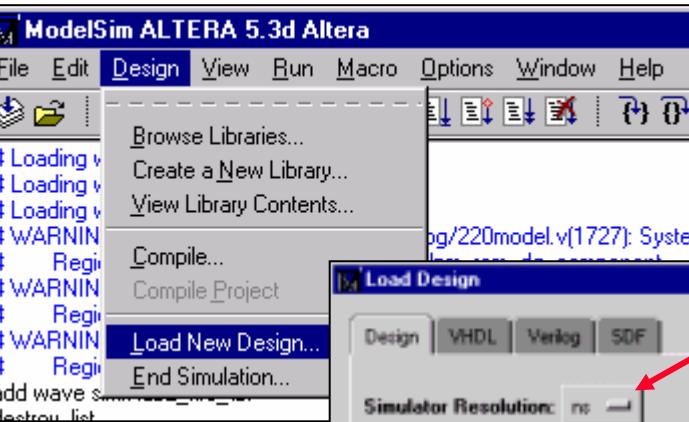 ModelSim ALTERA 5.3d Altera
File Edit Design View Run Macro Options Window Help
Browse Libraries...
Create a New Library...
View Library Contents...
Compile...
Compile Project
Load New Design...
End Simulation...
# Loading
# Loading
# Loading
# WARNIN og/220model.v(1727): Syste
# Regi
# WARNIN
# Regi
# WARNIN
# Regi
add wave
destroy list
Load Design
Design VHDL Verilog SDF
Simulator Resolution: ns